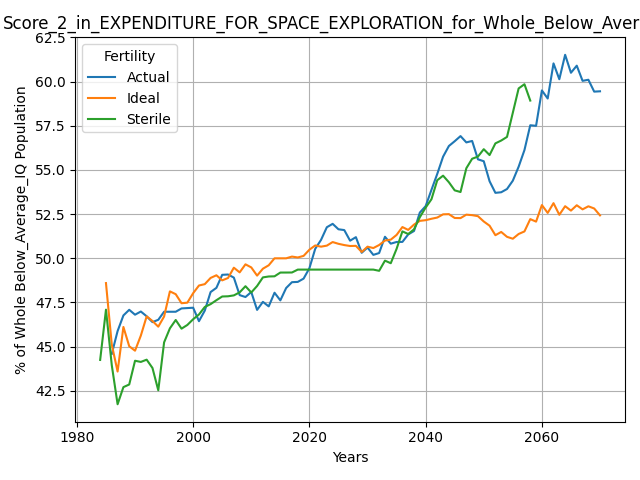 Score_2_in_EXPENDITURE_FOR_SPACE_EXPLORATION_for_Whole_Below_Aver
62.5
60.0
57.5
55.0
52.5
50.0
47.5
45.0
42.5
% of Whole Below_Average_IQ Population
Fertility
Actual
Ideal
Sterile
1980 2000 2020 2040 2060
Years